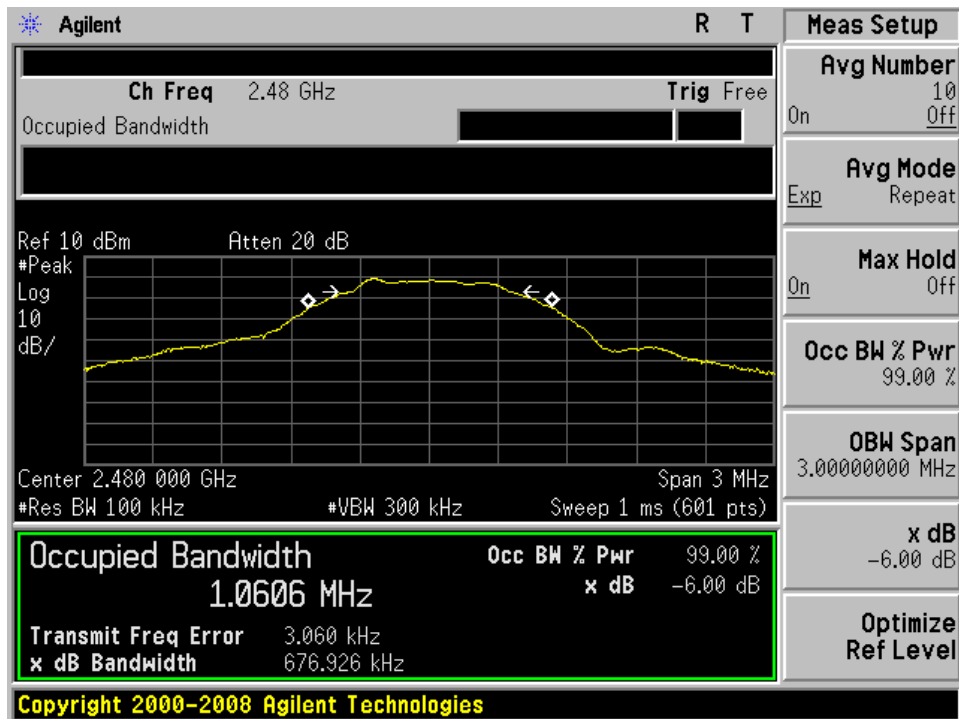 Agilent R T
Ch Freq 2.48 GHz Trig Free
Occupied Bandwidth
Ref 10 dBm Atten 20 dB
#Peak
Log
10
dB/
Center 2.480 000 GHz Span 3 MHz
#Res BW 100 kHz #VBW 300 kHz Sweep 1 ms (601 pts)
Occupied Bandwidth Occ BW % Pwr 99.00 %
1.0606 MHz x dB -6.00 dB
Transmit Freq Error 3.060 kHz
x dB Bandwidth 676.926 kHz
Copyright 2000-2008 Agilent Technologies
Meas Setup
Avg Number
10
On Off
Avg Mode
Exp Repeat
Max Hold
On Off
Occ BW % Pwr
99.00 %
OBW Span
3.00000000 MHz
x dB
-6.00 dB
Optimize
Ref Level